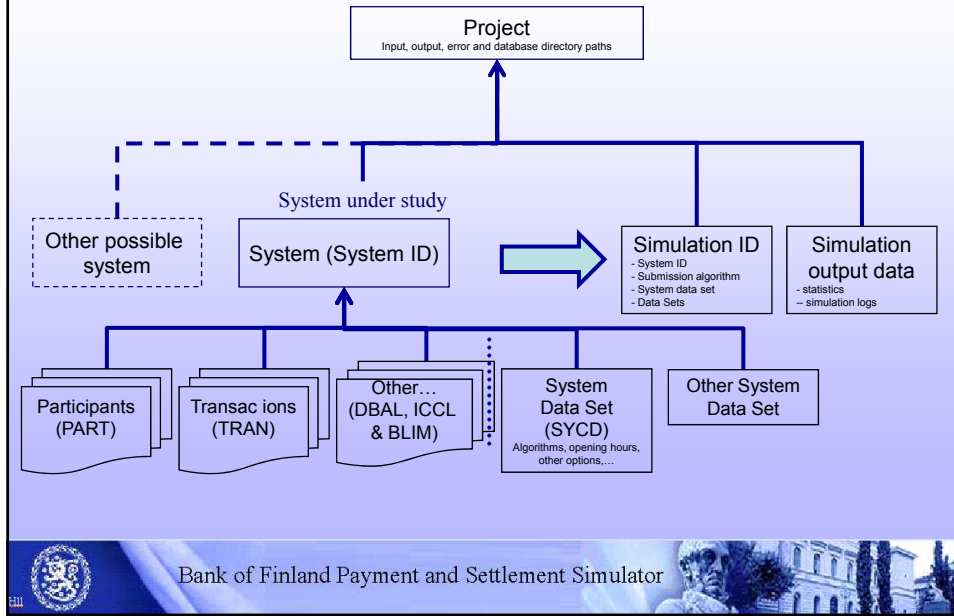 Project
Input, output, error and database directory paths
System under study
Other possible
system
System (System ID)
Simulation ID
- System ID
- Submission algorithm
- System data set
- Data Sets
Simulation
output data
- statistics
-- simulation logs
Participants
(PART)
Transac ions
(TRAN)
Other…
(DBAL, ICCL
& BLIM)
System
Data Set
(SYCD)
Algorithms, opening hours,
other options,…
Other System
Data Set
Bank of Finland Payment and Settlement Simulator
H11